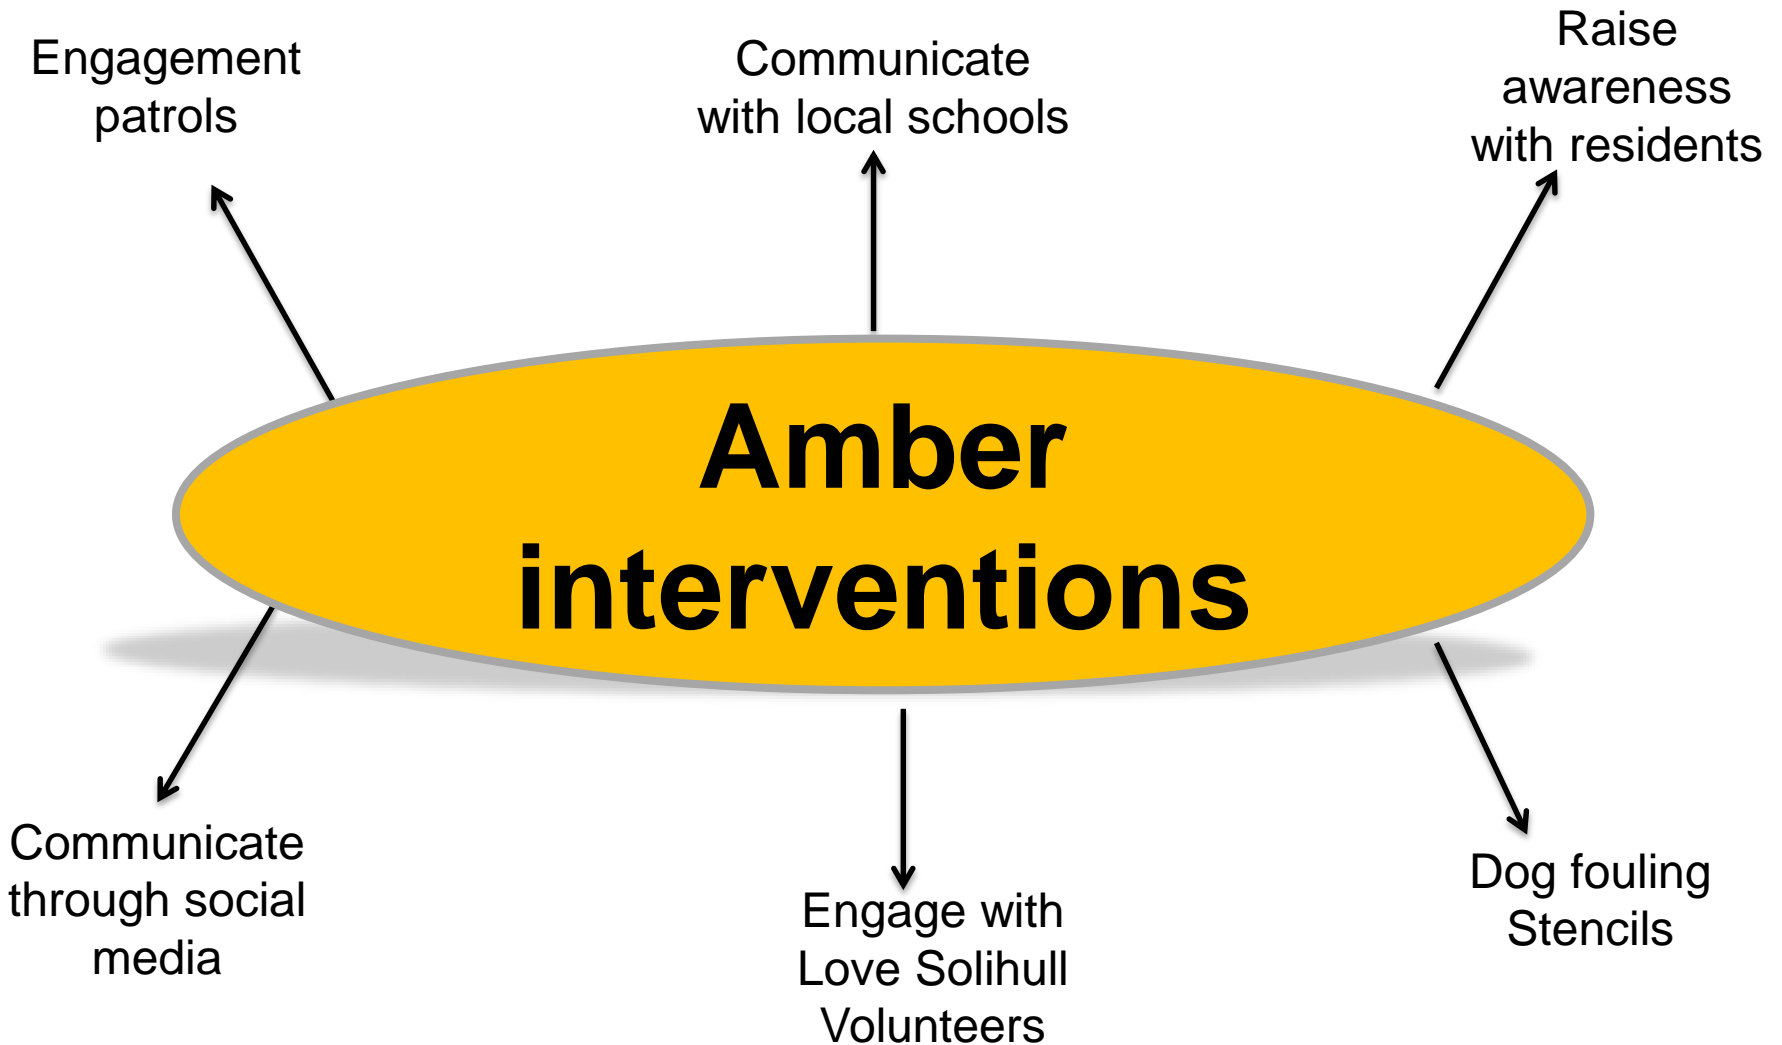 Engagement
patrols
Communicate
with local schools
Raise
awareness
with residents
Amber
interventions
Communicate
through social
media
Engage with
Love Solihull
Volunteers
Dog fouling
Stencils